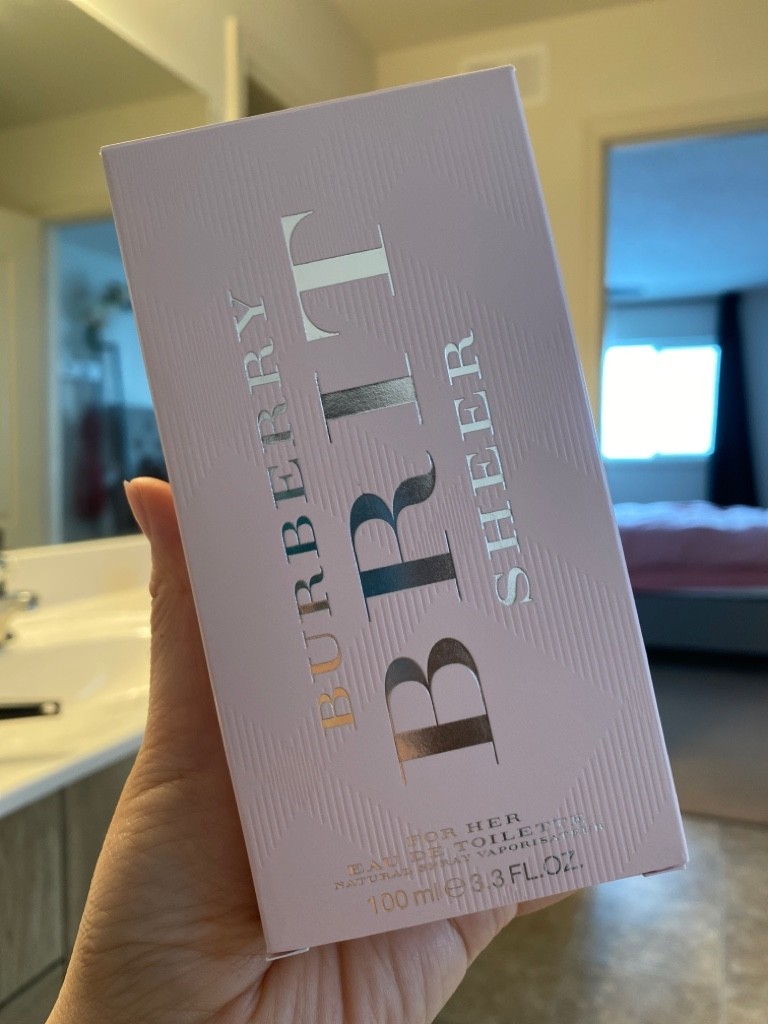 BURBERRY
BRIT
SHEER
FOR HER
EAU DE TOILETTE
NATURAL SPRAY VAPORISATEUR
100 ml ℮ 3.3 FL.OZ.